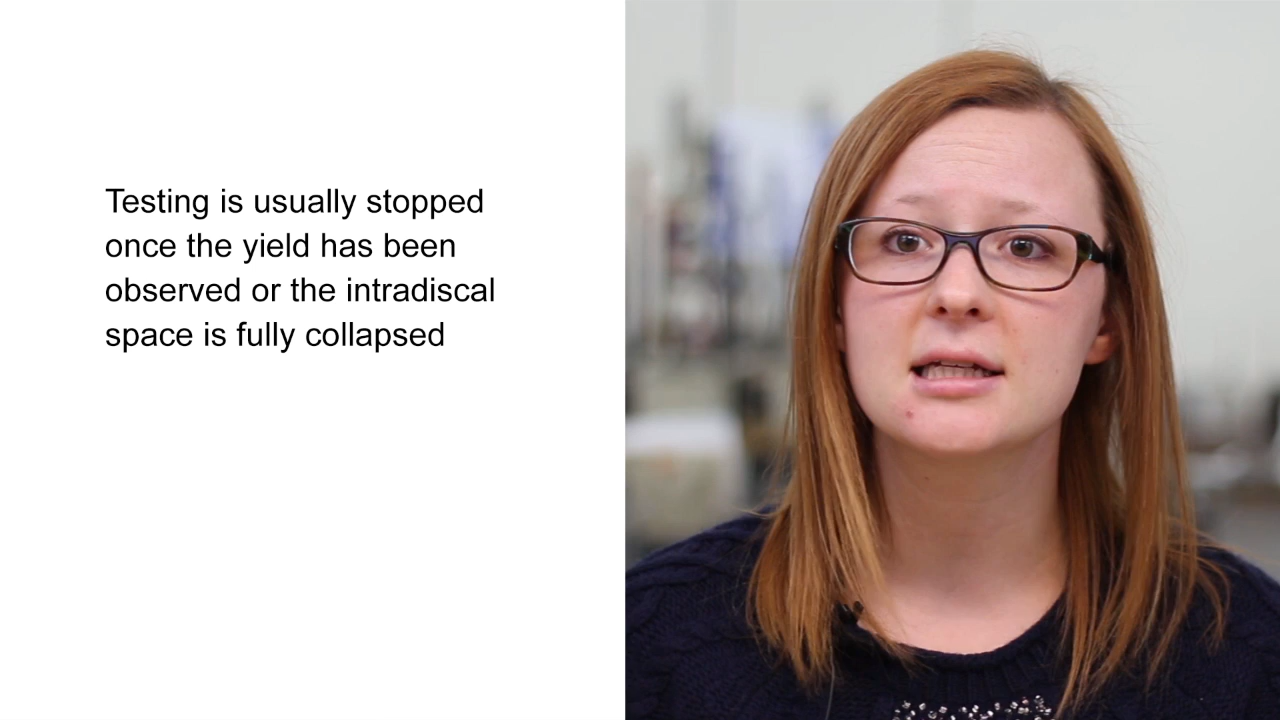 Testing is usually stopped
once the yield has been
observed or the intradiscal
space is fully collapsed